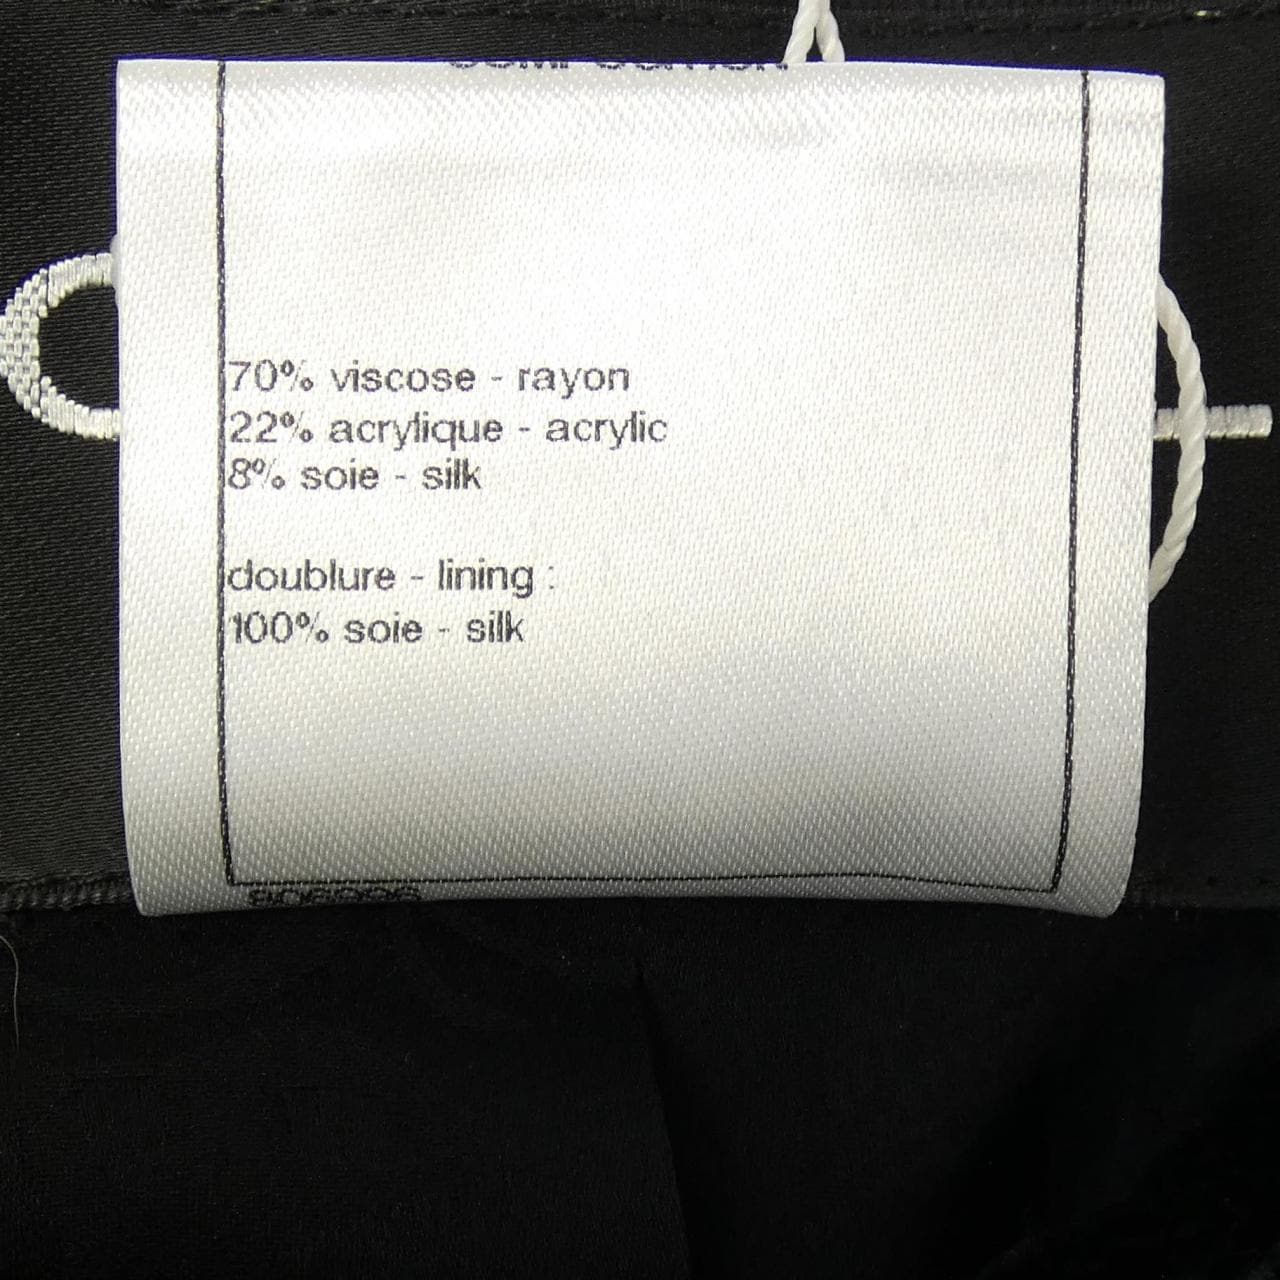 70% viscose - rayon
22% acrylique - acrylic
8% soie - silk
doublure - lining :
100% soie - silk